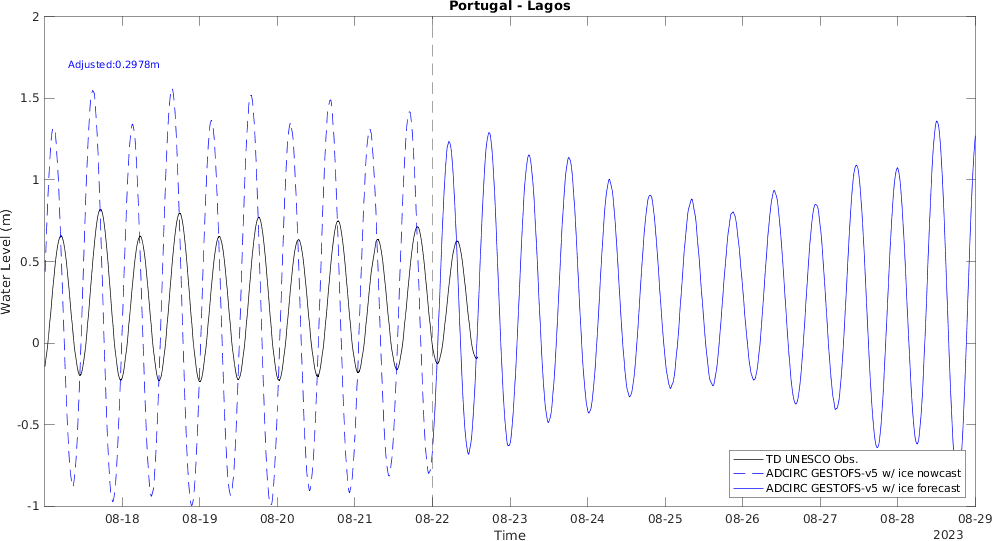 Portugal - Lagos
2
Adjusted:0.2978m
1.5
1
0.5
0
-0.5
-1
Water Level (m)
TD UNESCO Obs.
ADCIRC GESTOFS-v5 w/ ice nowcast
ADCIRC GESTOFS-v5 w/ ice forecast
08-18 08-19 08-20 08-21 08-22 08-23 08-24 08-25 08-26 08-27 08-28 08-29
Time
2023